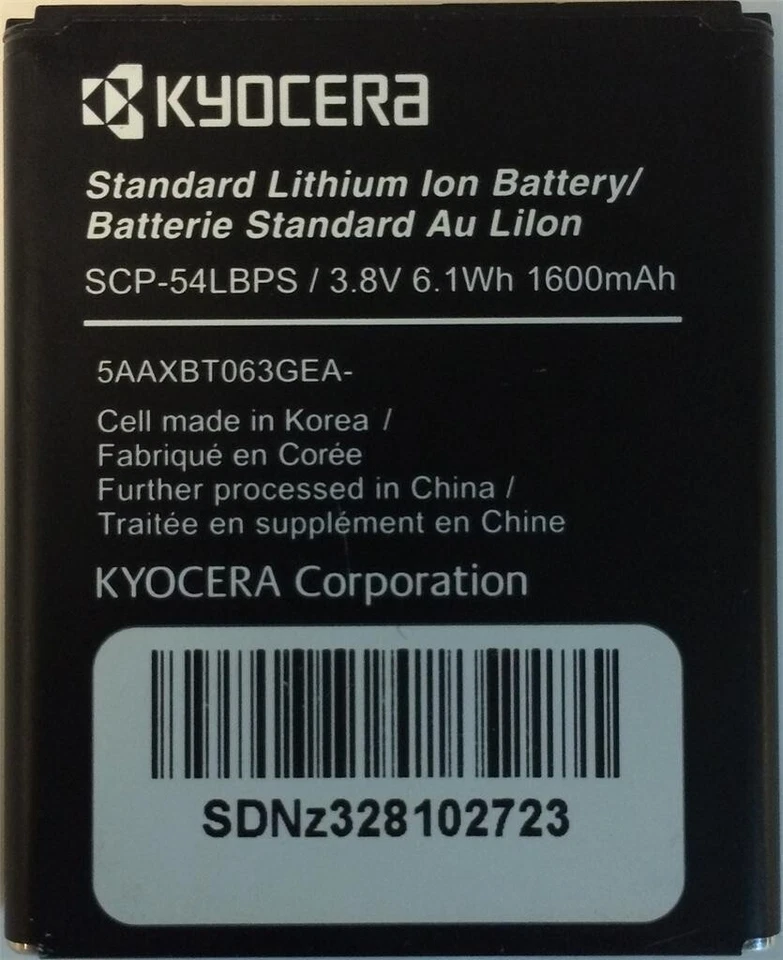 KYOCERA
Standard Lithium Ion Battery/
Batterie Standard Au LiIon
SCP-54LBPS / 3.8V 6.1Wh 1600mAh
5AAXBT063GEA-
Cell made in Korea /
Fabriqué en Corée
Further processed in China /
Traitée en supplément en Chine
KYOCERA Corporation
SDNz328102723